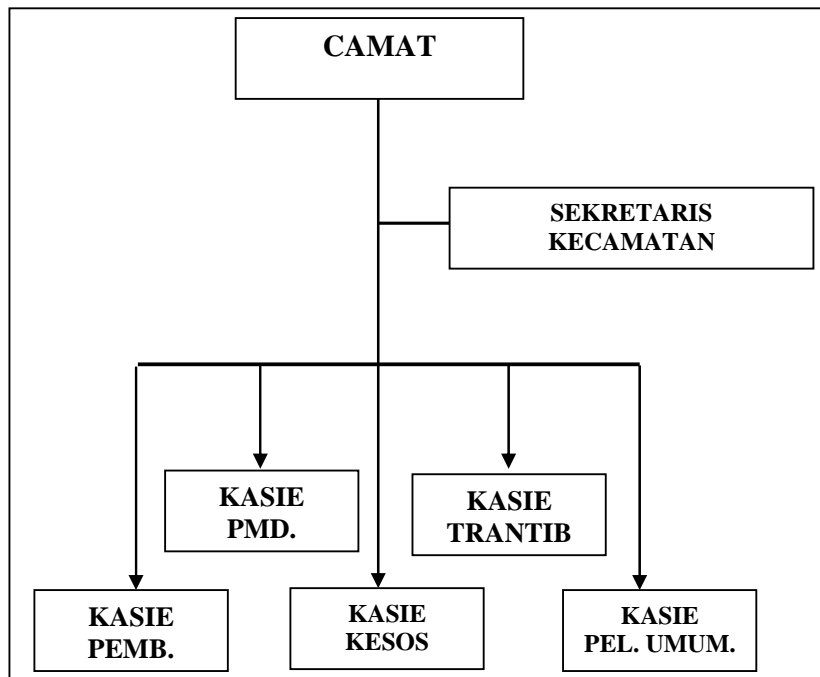 CAMAT
SEKRETARIS
KECAMATAN
KASIE
PMD.
KASIE
TRANTIB
KASIE
PEMB.
KASIE
KESOS
KASIE
PEL. UMUM.